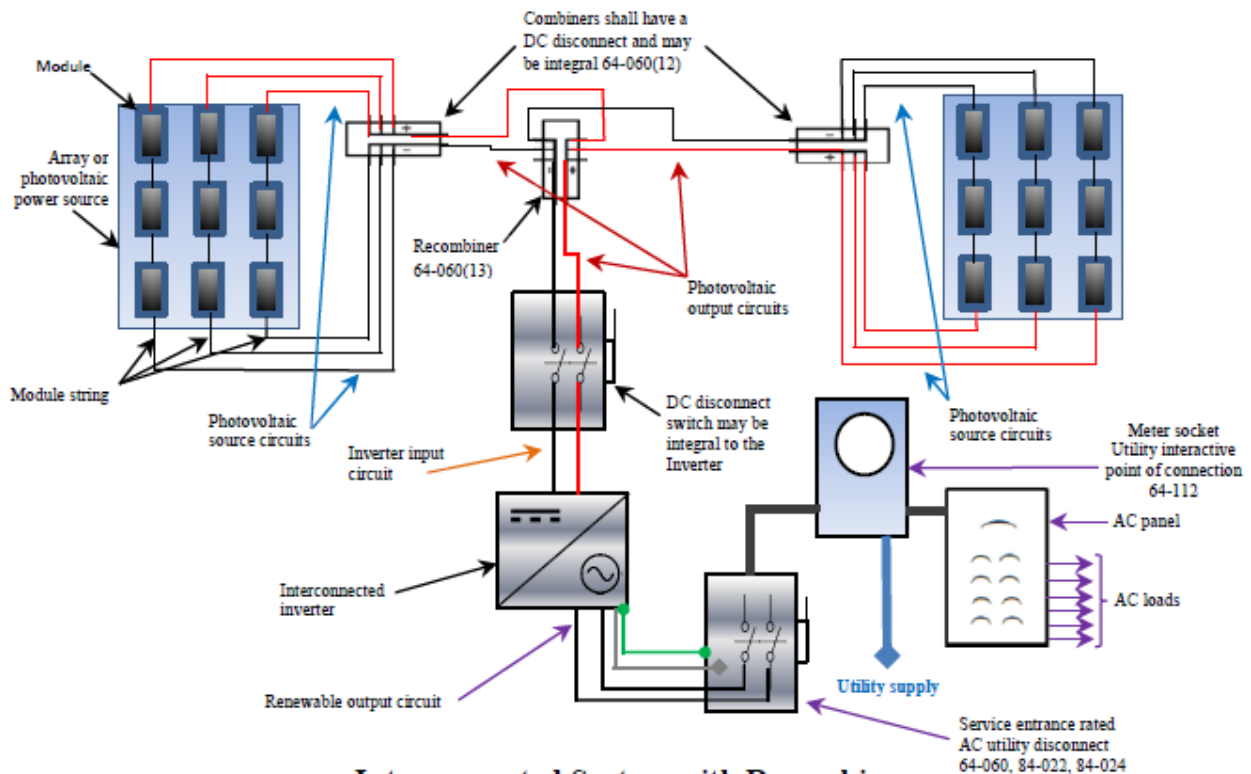 Combiners shall have a
DC disconnect and may
be integral 64-060(12)
Module
+
-
-
+
-
+
Array or
photovoltaic
power source
Recombiner
64-060(13)
Photovoltaic
output circuits
Module string
Photovoltaic
source circuits
DC disconnect
switch may be
integral to the
Inverter
Inverter input
circuit
Photovoltaic
source circuits
Meter socket
Utility interactive
point of connection
64-112
AC panel
AC loads
Interconnected
inverter
Renewable output circuit
Utility supply
Service entrance rated
AC utility disconnect
64-060, 84-022, 84-024